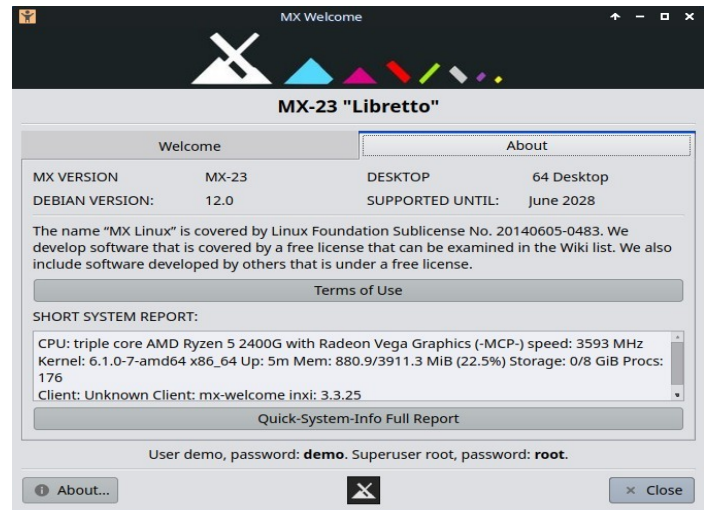 MX Welcome
MX-23 "Libretto"
Welcome About
MX VERSION MX-23 DESKTOP 64 Desktop
DEBIAN VERSION: 12.0 SUPPORTED UNTIL: June 2028
The name “MX Linux” is covered by Linux Foundation Sublicense No. 20140605-0483. We
develop software that is covered by a free license that can be examined in the Wiki list. We also
include software developed by others that is under a free license.
Terms of Use
SHORT SYSTEM REPORT:
CPU: triple core AMD Ryzen 5 2400G with Radeon Vega Graphics (-MCP-) speed: 3593 MHz
Kernel: 6.1.0-7-amd64 x86_64 Up: 5m Mem: 880.9/3911.3 MiB (22.5%) Storage: 0/8 GiB Procs:
176
Client: Unknown Client: mx-welcome inxi: 3.3.25
Quick-System-Info Full Report
User demo, password: demo. Superuser root, password: root.
About... Close